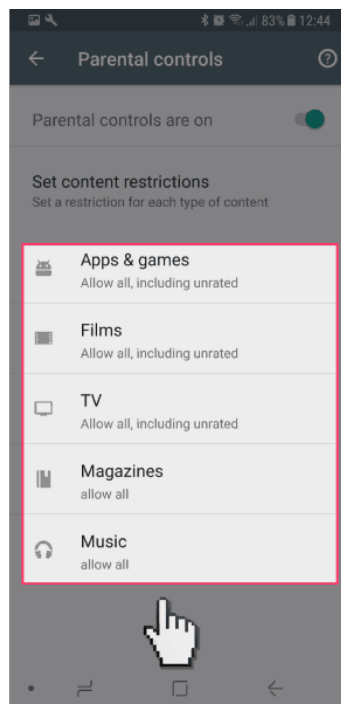 83% 12:44
Parental controls
Parental controls are on
Set content restrictions
Set a restriction for each type of content
Apps & games
Allow all, including unrated
Films
Allow all, including unrated
TV
Allow all, including unrated
Magazines
allow all
Music
allow all